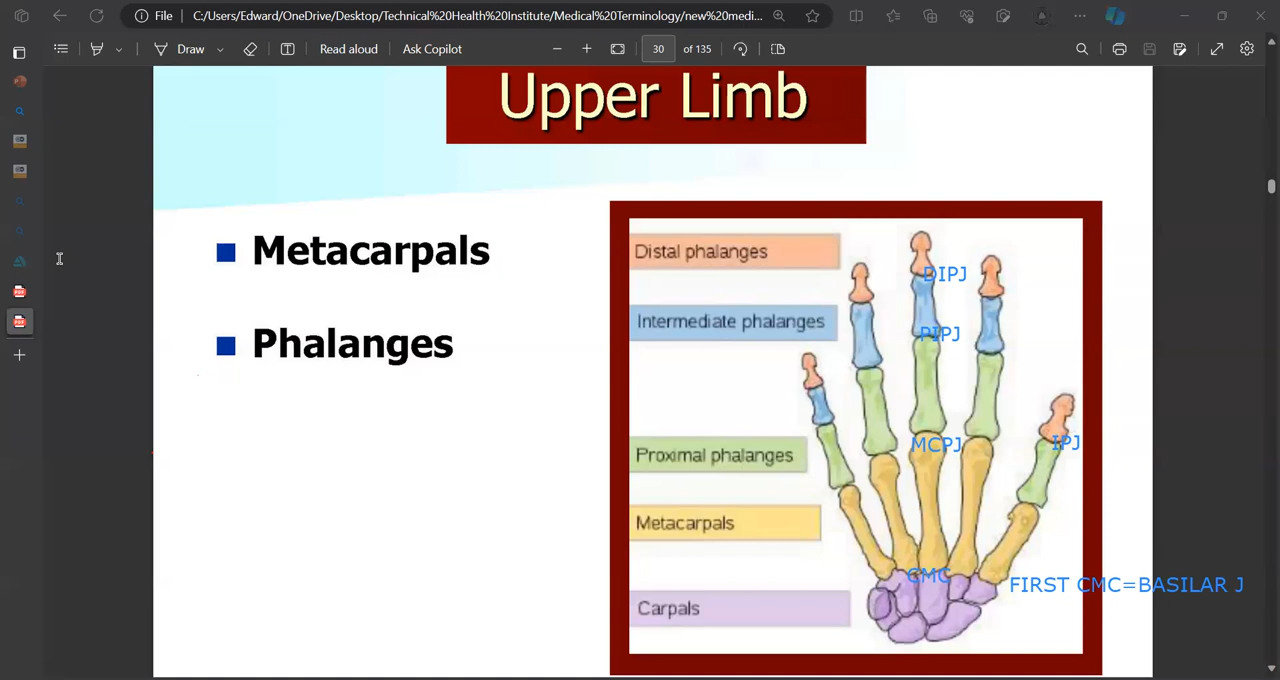 File
C:/Users/Edward/OneDrive/Desktop/Technical%20Health%20Institute/Medical%20Terminology/new%20medi...
Draw
Read aloud
Ask Copilot
30
of 135
Upper Limb
Metacarpals
Phalanges
Distal phalanges
DIPJ
Intermediate phalanges
PIPJ
Proximal phalanges
MCPJ
IPJ
Metacarpals
CMC
FIRST CMC=BASILAR J
Carpals